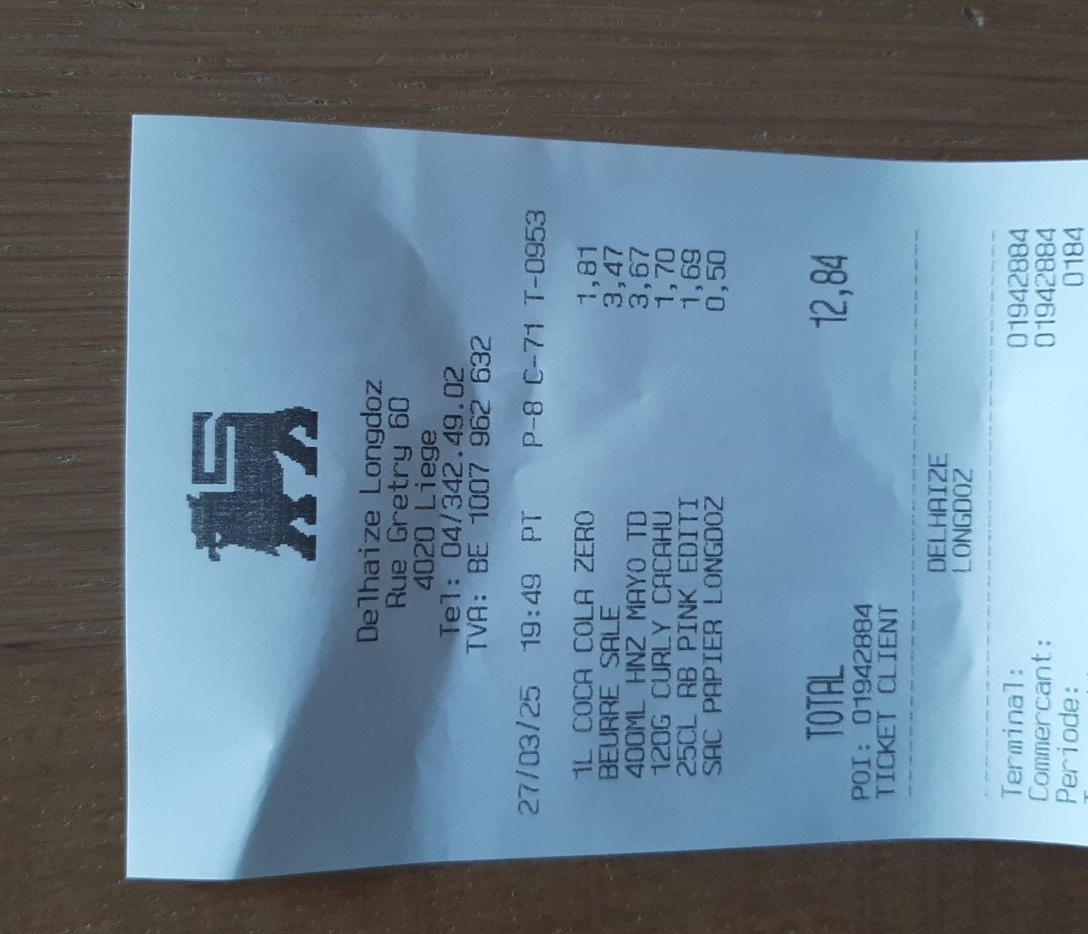 Delhaize Longdoz
Rue Gretry 60
4020 Liege
Tel: 04/342.49.02
TVA: BE 1007 962 632
27/03/25 19:49 PT P-8 C-71 T-0953
1L COCA COLA ZERO 1,81
BEURRE SALE 3,47
400ML HNZ MAYO TD 3,67
120G CURLY CACAHU 1,70
25CL RB PINK EDITI 1,69
SAC PAPIER LONGDOZ 0,50
TOTAL 12,84
POI: 01942884
TICKET CLIENT
DELHAIZE
LONGDOZ
Terminal: 01942884
Commercant: 01942884
Periode: 0184